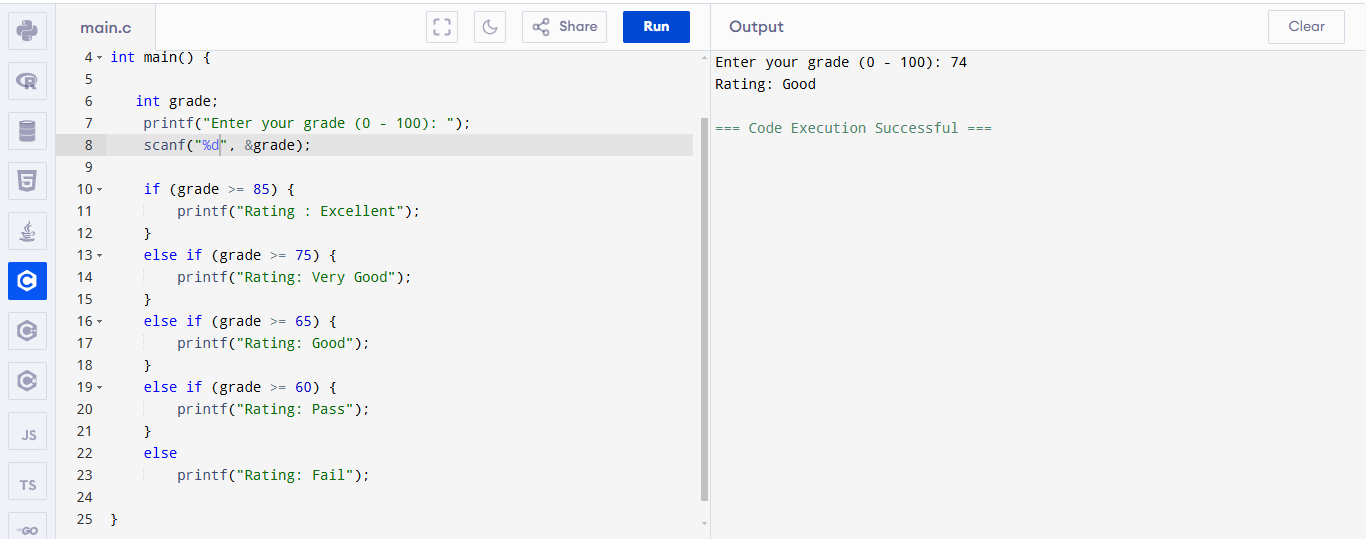 main.c
Share
Run
Output
Clear
4 int main() {
5
6 int grade;
7 printf("Enter your grade (0 - 100): ");
8 scanf("%d", &grade);
9
10 if (grade >= 85) {
11 printf("Rating : Excellent");
12 }
13 else if (grade >= 75) {
14 printf("Rating: Very Good");
15 }
16 else if (grade >= 65) {
17 printf("Rating: Good");
18 }
19 else if (grade >= 60) {
20 printf("Rating: Pass");
21 }
22 else
23 printf("Rating: Fail");
24
25 }
Enter your grade (0 - 100): 74
Rating: Good
=== Code Execution Successful ===
JS
TS
GO